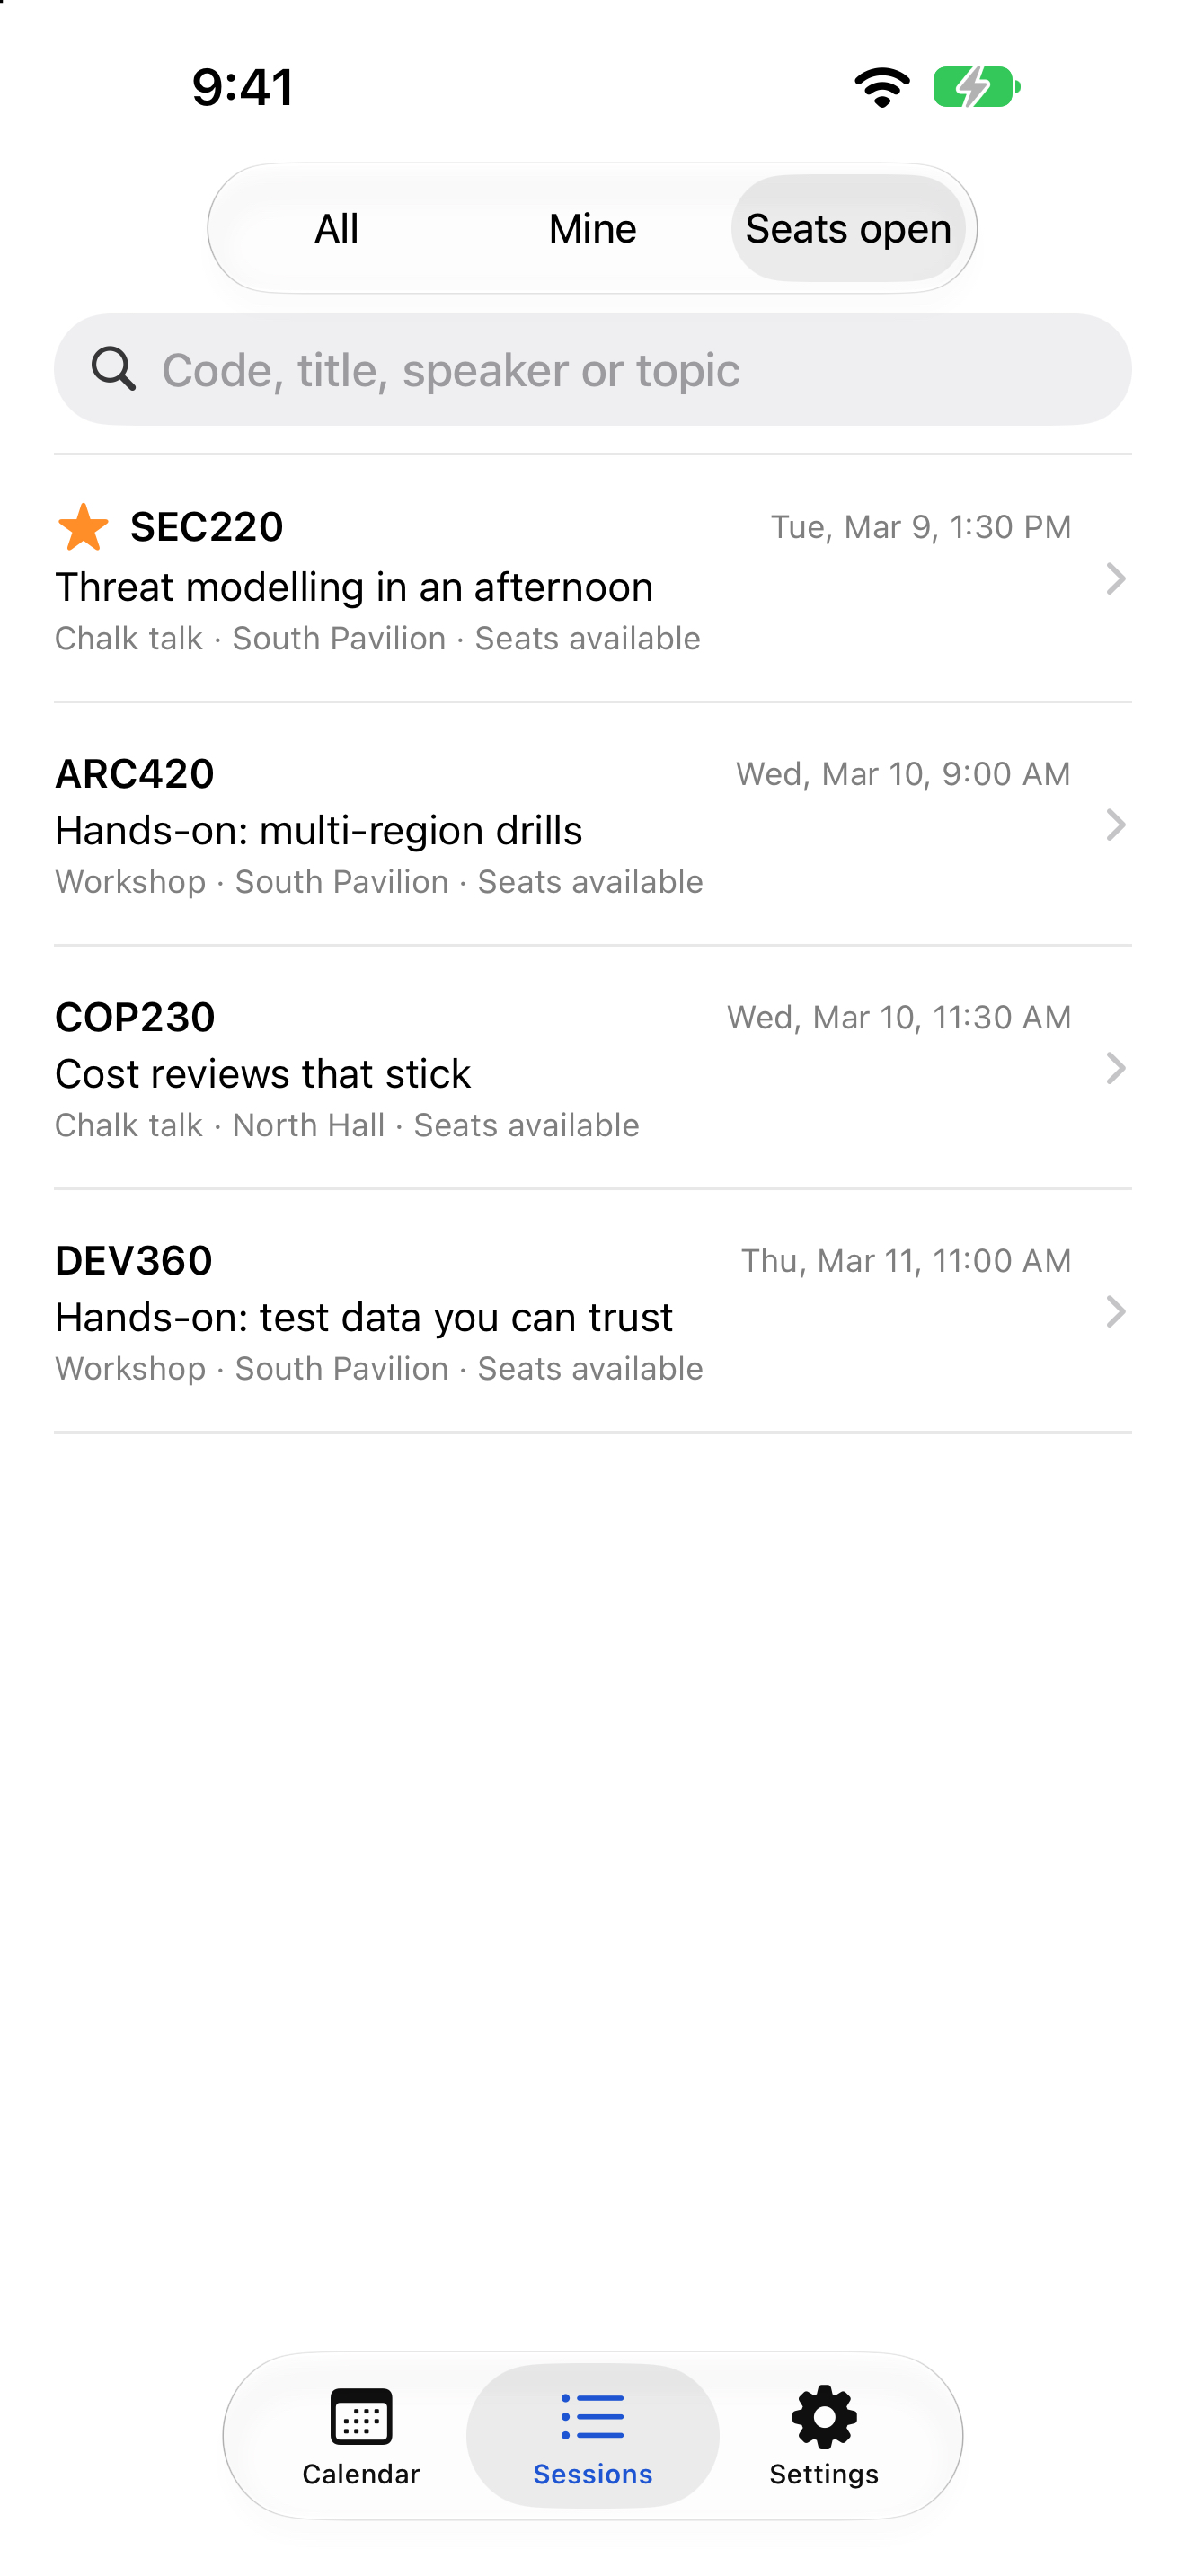 9:41
All Mine Seats open
Code, title, speaker or topic
SEC220 Tue, Mar 9, 1:30 PM
Threat modelling in an afternoon
Chalk talk · South Pavilion · Seats available
ARC420 Wed, Mar 10, 9:00 AM
Hands-on: multi-region drills
Workshop · South Pavilion · Seats available
COP230 Wed, Mar 10, 11:30 AM
Cost reviews that stick
Chalk talk · North Hall · Seats available
DEV360 Thu, Mar 11, 11:00 AM
Hands-on: test data you can trust
Workshop · South Pavilion · Seats available
Calendar Sessions Settings